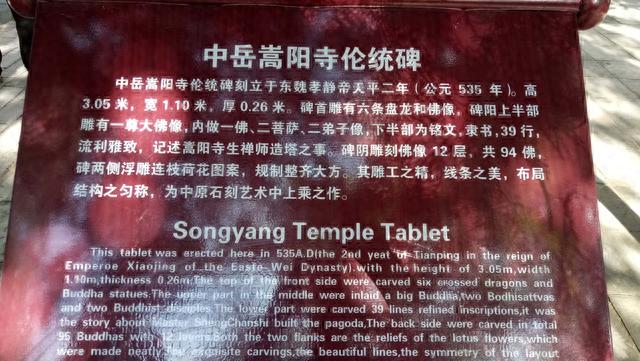 中岳嵩阳寺伦统碑
中岳嵩阳寺伦统碑刻立于东魏孝静帝天平二年（公元 535 年）。高
3.05 米，宽 1.10 米，厚 0.26 米。碑首雕有六条盘龙和佛像，碑阳上半部
雕有一尊大佛像，内做一佛、二菩萨、二弟子像，下半部为铭文，隶书，39 行，
流利雅致，记述嵩阳寺生禅师造塔之事。碑阴雕刻佛像 12 层，共 94 佛，
碑两侧浮雕连枝荷花图案，规制整齐大方。其雕工之精，线条之美，布局
结构之匀称，为中原石刻艺术中上乘之作。
Songyang Temple Tablet
This tablet was erected here in 535A.D(the 2nd yeat of Tianping in the reign of
Emperoe Xiaojing of the Easte Wei Dynasty).with the height of 3.05m,width
1.10m,thickness 0.26m.The top of the front side were carved six crossed dragons and
Buddha statues.The upper part in the middle were inlaid a big Buddha,two Bodhisattvas
and two Buddhist disciples.The lower part were carved 39 lines refined inscriptions,it was
the story about Master ShengChanshi built the pagoda,The back side were carved in total
95 Buddhas with 12 layers.Both the two flanks are the reliefs of the lotus flowers,which
were made neatly.The exquisite carvings,the beautiful lines,the symmetry of the layout